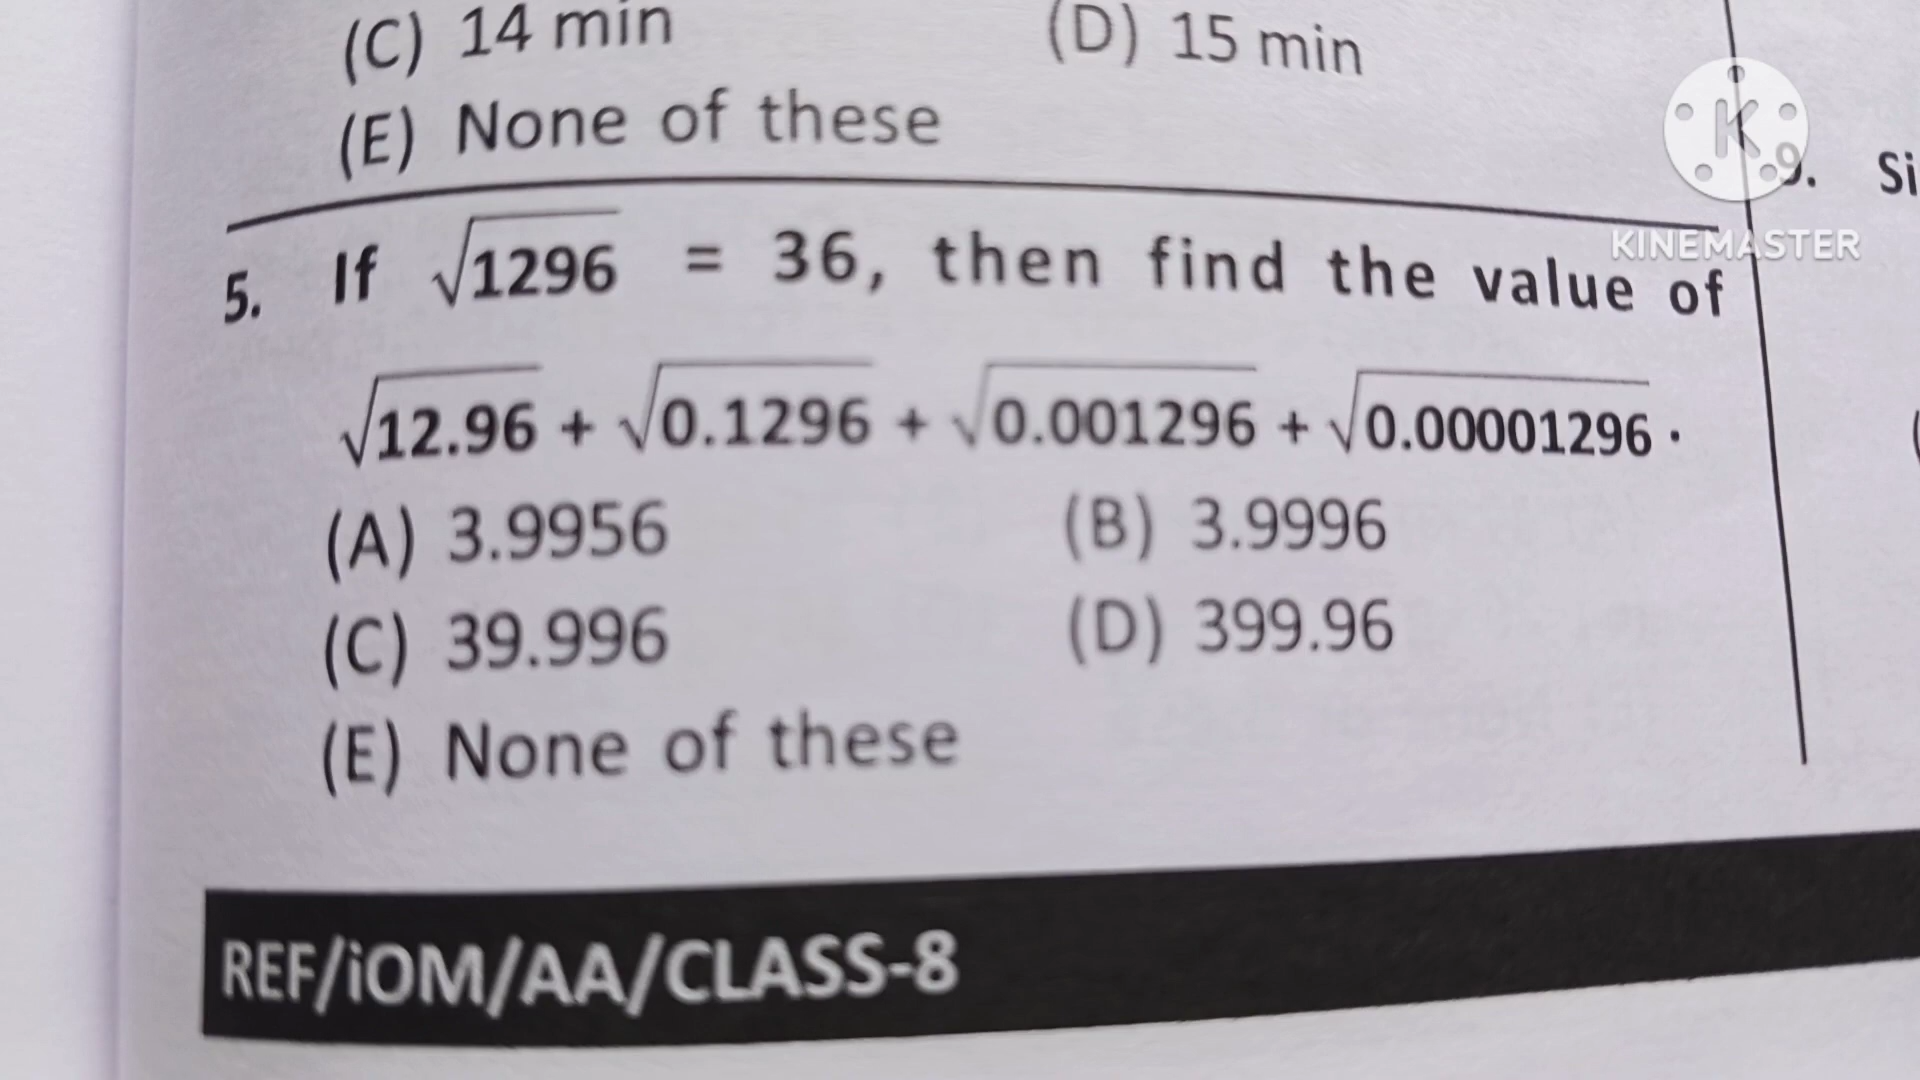 (C) 14 min (D) 15 min
(E) None of these
9. Si
KINEMASTER
5. If √1296 = 36, then find the value of
√12.96 + √0.1296 + √0.001296 + √0.00001296 .
(A) 3.9956 (B) 3.9996
(C) 39.996 (D) 399.96
(E) None of these
REF/iOM/AA/CLASS-8